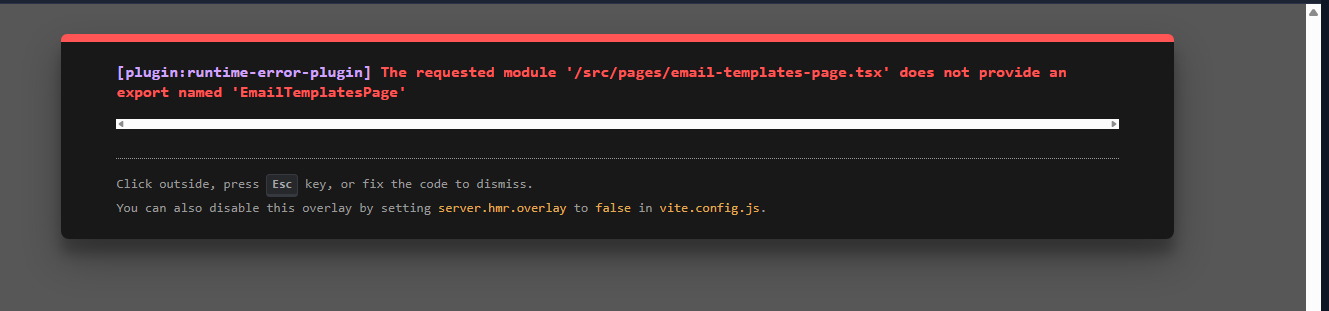 [plugin:runtime-error-plugin] The requested module '/src/pages/email-templates-page.tsx' does not provide an
export named 'EmailTemplatesPage'
Click outside, press Esc key, or fix the code to dismiss.
You can also disable this overlay by setting server.hmr.overlay to false in vite.config.js.